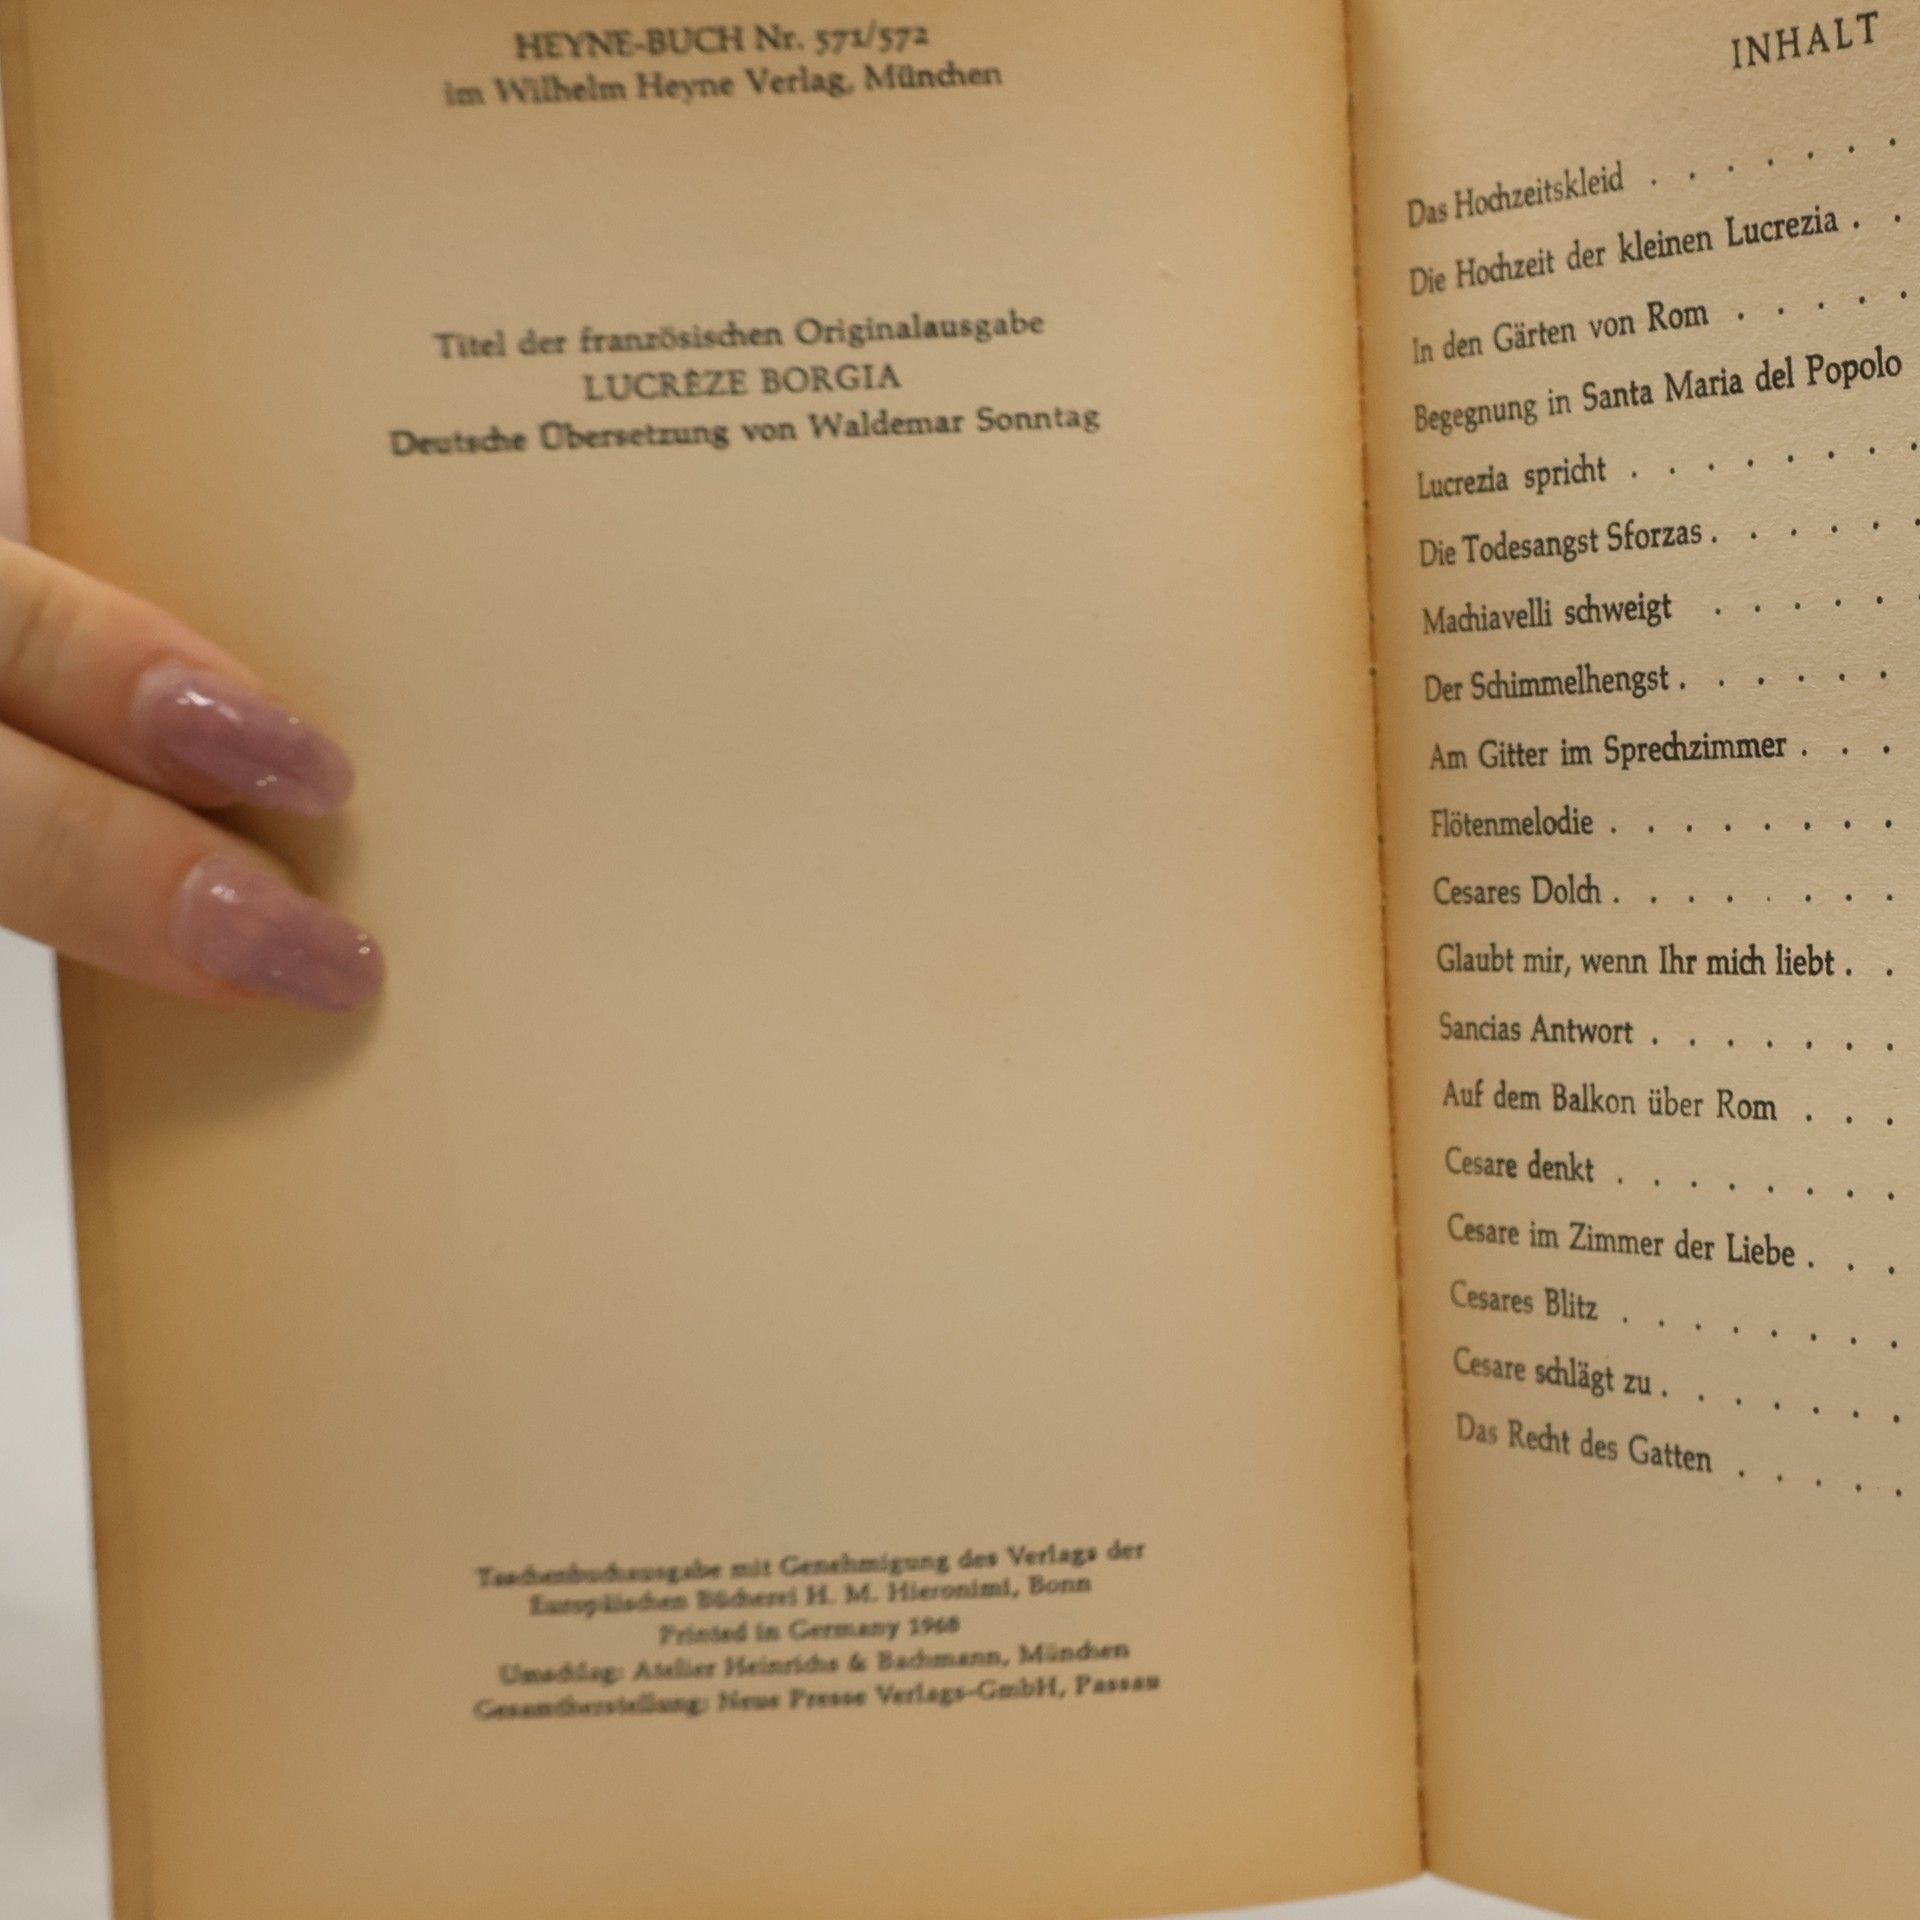 HEYNE-BUCH Nr. 571/572
im Wilhelm Heyne Verlag, München
Titel der französischen Originalausgabe
LUCRÈZE BORGIA
Deutsche Übersetzung von Waldemar Sonntag
Taschenbuchausgabe mit Genehmigung des Verlags der
Europäischen Bücherei H. M. Hieronimi, Bonn
Printed in Germany 1968
Umschlag: Atelier Heinrichs & Bachmann, München
Gesamtherstellung: Neue Presse Verlags-GmbH, Passau
INHALT
Das Hochzeitskleid . . . . . . .
Die Hochzeit der kleinen Lucrezia . .
In den Gärten von Rom . . . . .
Begegnung in Santa Maria del Popolo
Lucrezia spricht . . . . . . . .
Die Todesangst Sforzas . . . . . .
Machiavelli schweigt . . . . . .
Der Schimmelhengst . . . . . .
Am Gitter im Sprechzimmer . . .
Flötenmelodie . . . . . . . .
Cesares Dolch . . . . . . . .
Glaubt mir, wenn Ihr mich liebt . .
Sancias Antwort . . . . . . .
Auf dem Balkon über Rom . . .
Cesare denkt . . . . . . . .
Cesare im Zimmer der Liebe . . .
Cesares Blitz . . . . . . . .
Cesare schlägt zu . . . . . . .
Das Recht des Gatten . . . . .